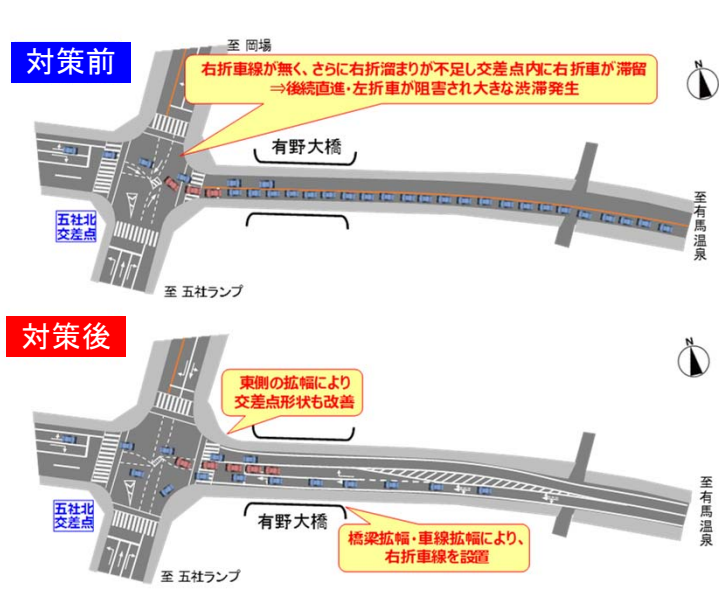 対策前
至 岡場
右折車線が無く、さらに右折溜まりが不足し交差点内に右折車が滞留
⇒後続直進・左折車が阻害され大きな渋滞発生
N
有野大橋
至有馬温泉
五社北
交差点
至 五社ランプ
対策後
N
東側の拡幅により
交差点形状も改善
至有馬温泉
五社北
交差点
有野大橋
橋梁拡幅・車線拡幅により、
右折車線を設置
至 五社ランプ